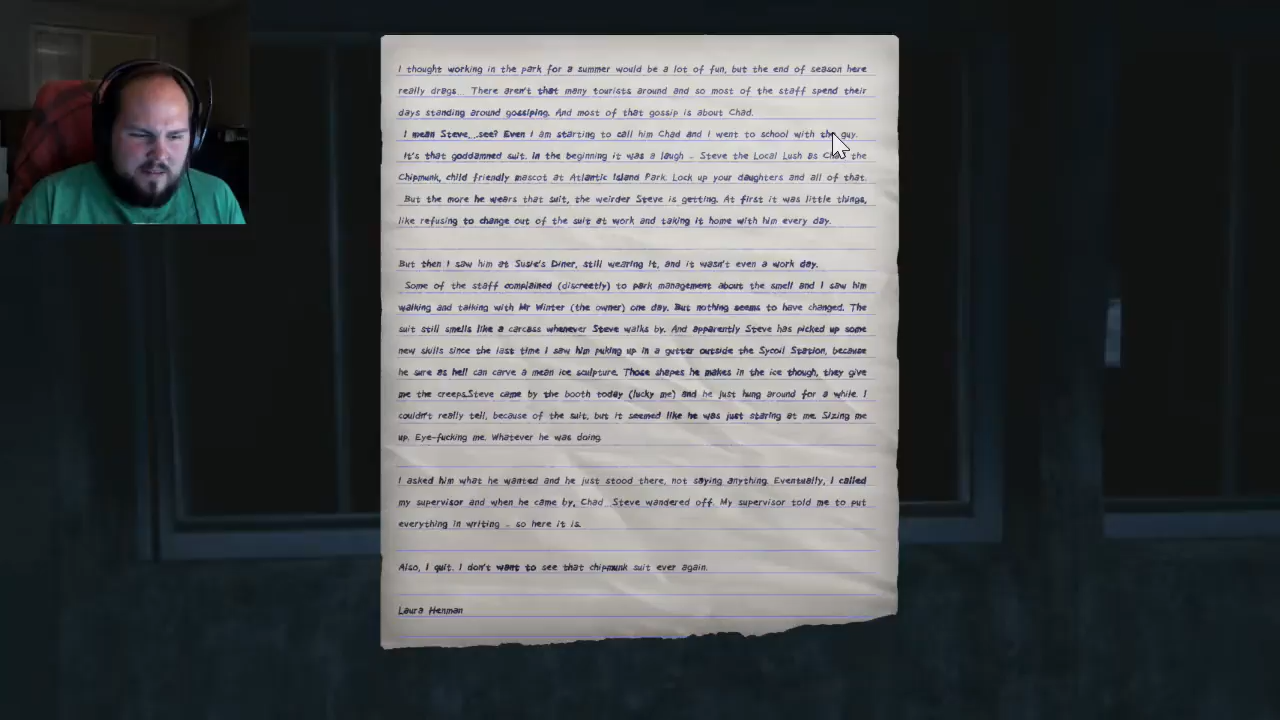 I thought working in the park for a summer would be a lot of fun, but the end of season here
really drags... There aren't that many tourists around and so most of the staff spend their
days standing around gossiping. And most of that gossip is about Chad.
I mean Steve...see? Even I am starting to call him Chad and I went to school with the guy.
It's that goddamned suit. In the beginning it was a laugh - Steve the Local Lush as Chad the
Chipmunk, child friendly mascot at Atlantic Island Park. Lock up your daughters and all of that.
But the more he wears that suit, the weirder Steve is getting. At first it was little things,
like refusing to change out of the suit at work and taking it home with him every day.
But then I saw him at Susie's Diner, still wearing it, and it wasn't even a work day.
Some of the staff complained (discreetly) to park management about the smell and I saw him
walking and talking with Mr Winter (the owner) one day. But nothing seems to have changed. The
suit still smells like a carcass whenever Steve walks by. And apparently Steve has picked up some
new skills since the last time I saw him puking up in a gutter outside the Sycoil Station, because
he sure as hell can carve a mean ice sculpture. Those shapes he makes in the ice though, they give
me the creeps.Steve came by the booth today (lucky me) and he just hung around for a while. I
couldn't really tell, because of the suit, but it seemed like he was just staring at me. Sizing me
up. Eye-fucking me. Whatever he was doing.
I asked him what he wanted and he just stood there, not saying anything. Eventually, I called
my supervisor and when he came by, Chad...Steve wandered off. My supervisor told me to put
everything in writing - so here it is.
Also, I quit. I don't want to see that chipmunk suit ever again.
Laura Henman